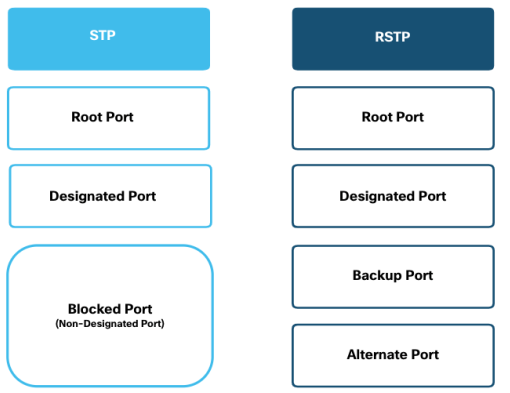 STP
Root Port
Designated Port
Blocked Port
(Non-Designated Port)
RSTP
Root Port
Designated Port
Backup Port
Alternate Port